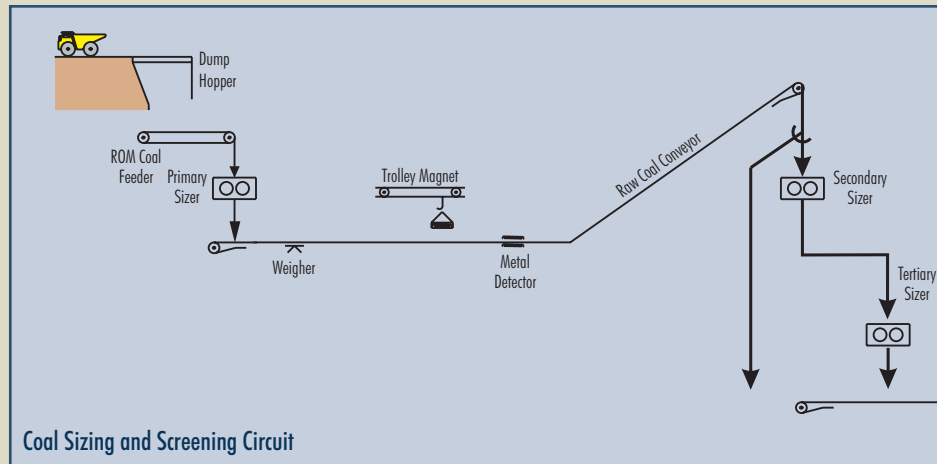 Dump
Hopper
ROM Coal
Feeder
Primary
Sizer
Trolley Magnet
Raw Coal Conveyor
Secondary
Sizer
Weigher
Metal
Detector
Tertiary
Sizer
Coal Sizing and Screening Circuit